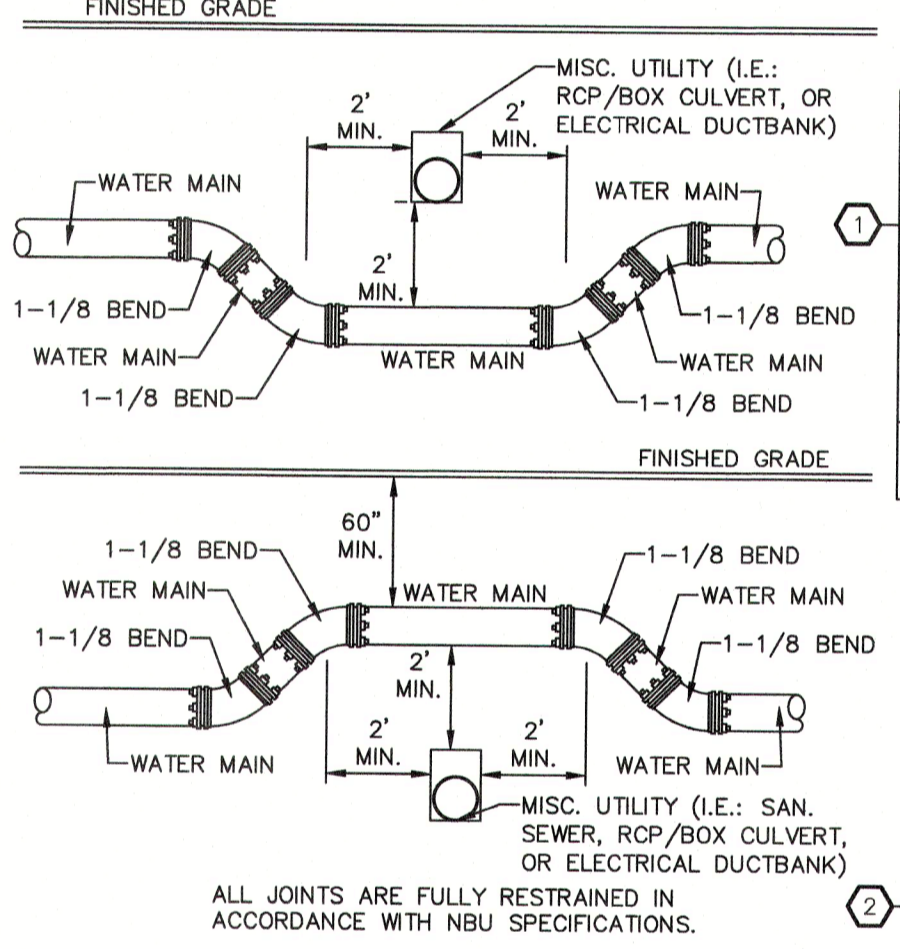 FINISHED GRADE
MISC. UTILITY (I.E.:
RCP/BOX CULVERT, OR
ELECTRICAL DUCTBANK)
2'
MIN.
2'
MIN.
WATER MAIN
WATER MAIN
1
2'
MIN.
1-1/8 BEND
1-1/8 BEND
WATER MAIN
WATER MAIN
WATER MAIN
1-1/8 BEND
1-1/8 BEND
FINISHED GRADE
60"
MIN.
1-1/8 BEND
1-1/8 BEND
WATER MAIN
WATER MAIN
WATER MAIN
1-1/8 BEND
1-1/8 BEND
2'
MIN.
2'
MIN.
2'
MIN.
WATER MAIN
WATER MAIN
MISC. UTILITY (I.E.: SAN.
SEWER, RCP/BOX CULVERT,
OR ELECTRICAL DUCTBANK)
ALL JOINTS ARE FULLY RESTRAINED IN
ACCORDANCE WITH NBU SPECIFICATIONS.
2